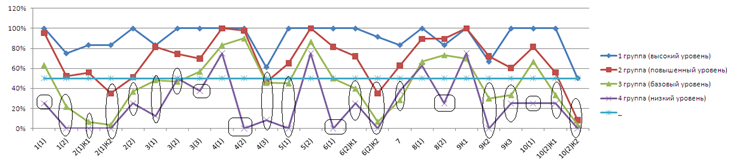 120%
100%
80%
60%
40%
20%
0%
1(1)
1(2)
2(1)К1
2(1)К2
2(2)
3(1)
3(2)
3(3)
4(1)
4(2)
4(3)
5(1)
5(2)
6(1)
6(2)К1
6(2)К2
7
8(1)
8(2)
9К1
9К2
9К3
10(1)
10(2)К1
10(2)К2
1 группа (высокий уровень)
2 группа (повышенный уровень)
3 группа (базовый уровень)
4 группа (низкий уровень)
_